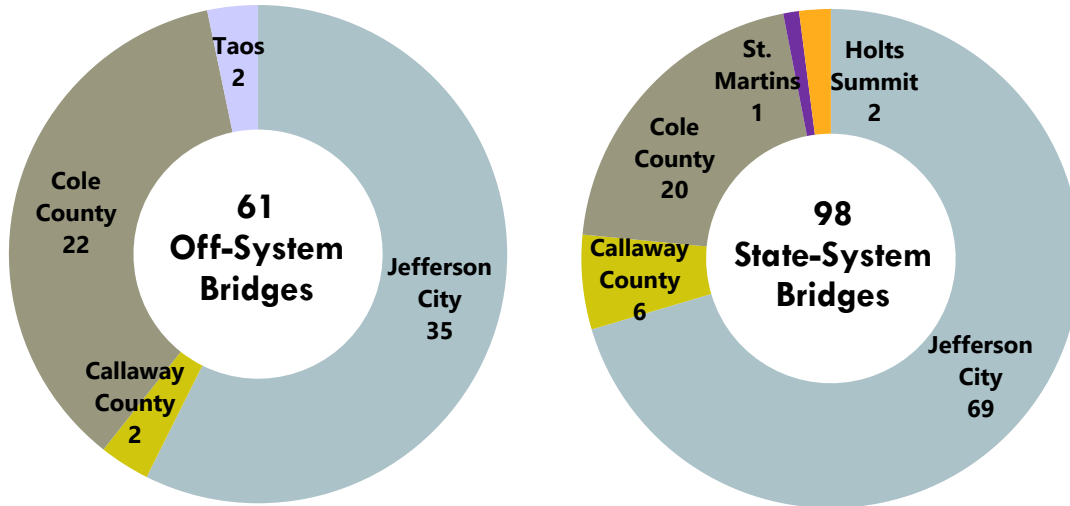 Taos
2
Cole
County
22
61
Off-System
Bridges
Jefferson
City
35
Callaway
County
2
St.
Martins
1
Holts
Summit
2
Cole
County
20
98
State-System
Bridges
Callaway
County
6
Jefferson
City
69